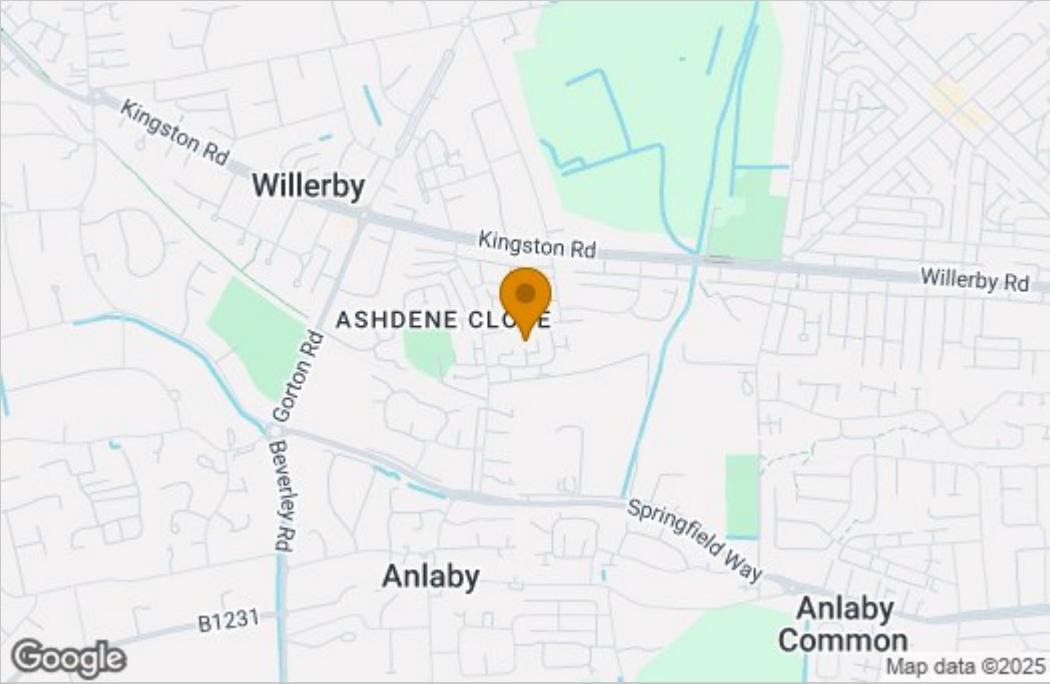 Kingston Rd
Willerby
Kingston Rd
Willerby Rd
ASHDENE CLOSE
Gorton Rd
Beverley Rd
Springfield Way
Anlaby
Anlaby
Common
B1231
Google
Map data ©2025